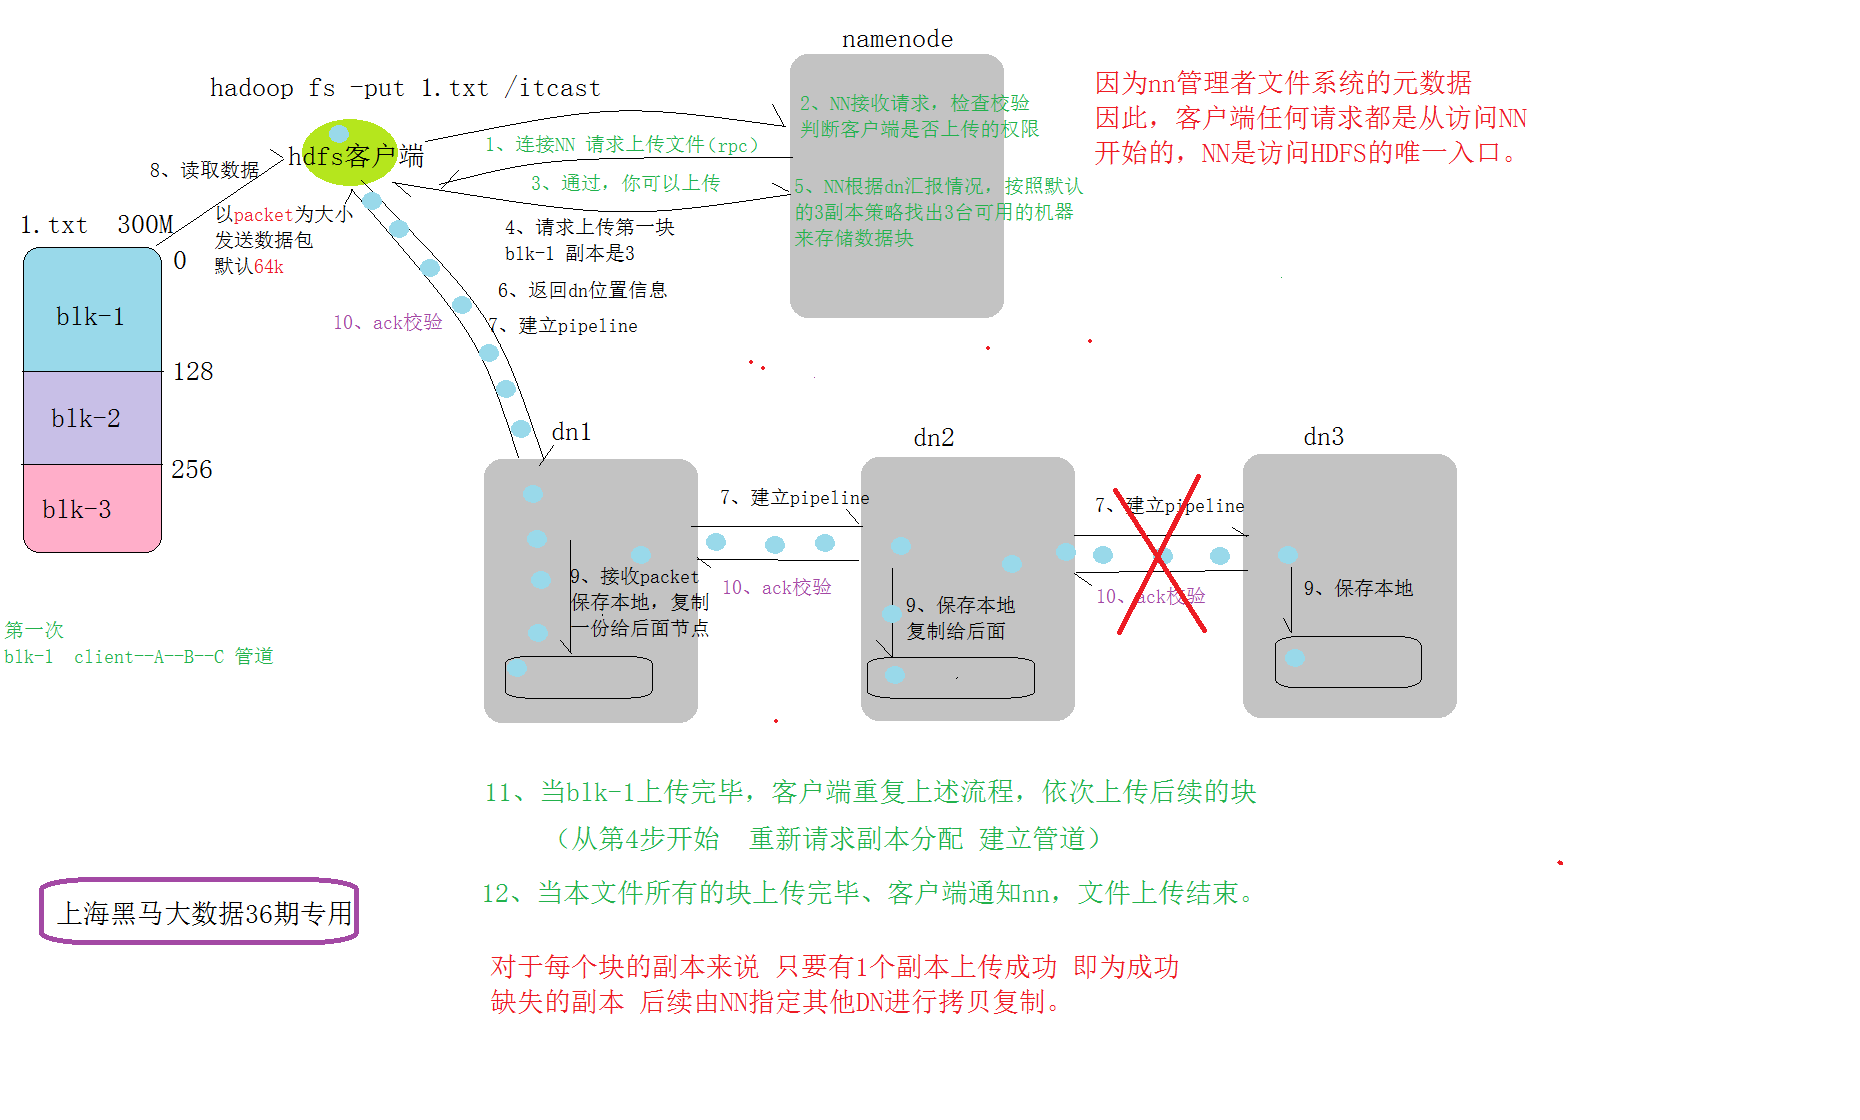 namenode
hadoop fs -put 1.txt /itcast
因为nn管理者文件系统的元数据
因此，客户端任何请求都是从访问NN
开始的，NN是访问HDFS的唯一入口。
2、NN接收请求，检查校验
判断客户端是否上传的权限
1、连接NN 请求上传文件(rpc)
hdfs客户端
8、读取数据
3、通过，你可以上传
5、NN根据dn汇报情况，按照默认
的3副本策略找出3台可用的机器
来存储数据块
以packet为大小
发送数据包
默认64k
1.txt 300M
0
4、请求上传第一块
blk-1 副本是3
6、返回dn位置信息
7、建立pipeline
10、ack校验
blk-1
128
blk-2
256
blk-3
dn1
dn2
dn3
7、建立pipeline
7、建立pipeline
10、ack校验
10、ack校验
9、接收packet
保存本地，复制
一份给后面节点
9、保存本地
复制给后面
9、保存本地
第一次
blk-1 client--A--B--C 管道
11、当blk-1上传完毕，客户端重复上述流程，依次上传后续的块
（从第4步开始 重新请求副本分配 建立管道）
12、当本文件所有的块上传完毕、客户端通知nn，文件上传结束。
上海黑马大数据36期专用
对于每个块的副本来说 只要有1个副本上传成功 即为成功
缺失的副本 后续由NN指定其他DN进行拷贝复制。